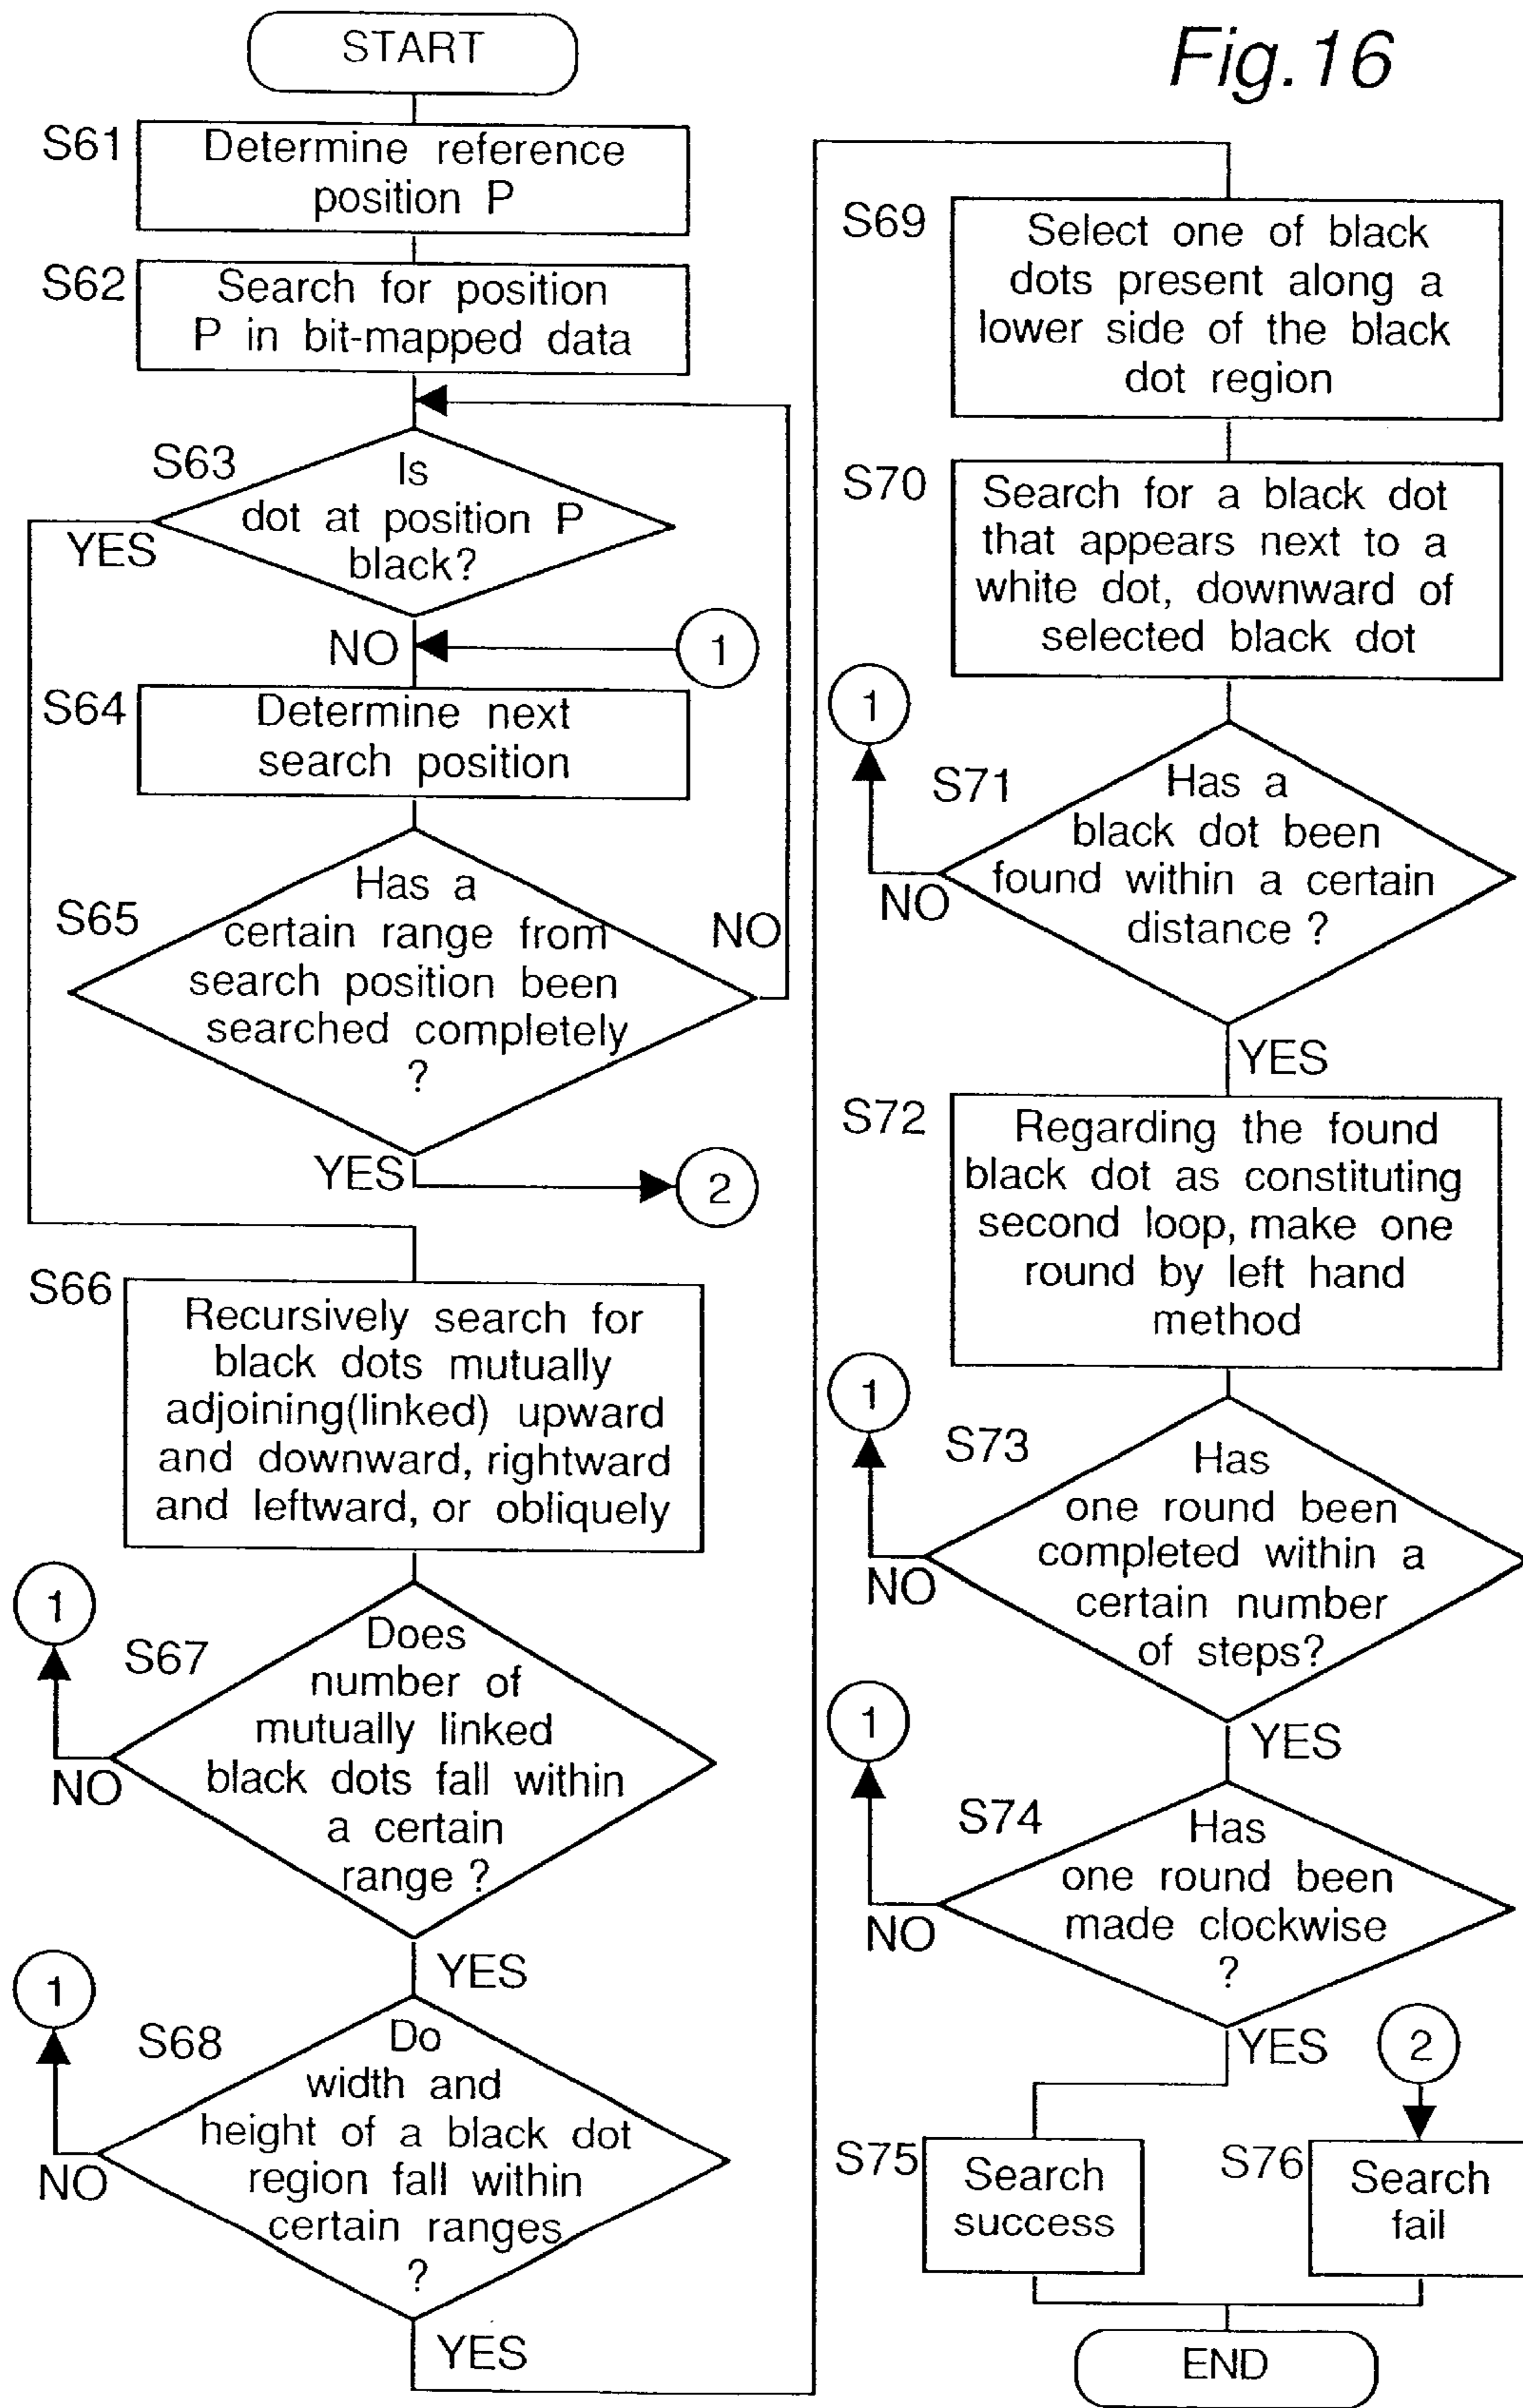 Fig.16
START
S61
Determine reference
position P
S62
Search for position
P in bit-mapped data
S63
Is
dot at position P
black?
YES
NO
1
S64
Determine next
search position
S65
Has a
certain range from
search position been
searched completely
?
NO
YES
2
S66
Recursively search for
black dots mutually
adjoining(linked) upward
and downward, rightward
and leftward, or obliquely
1
S67
Does
number of
mutually linked
black dots fall within
a certain
range ?
NO
YES
1
S68
Do
width and
height of a black dot
region fall within
certain ranges
?
NO
YES
S69
Select one of black
dots present along a
lower side of the black
dot region
S70
Search for a black dot
that appears next to a
white dot, downward of
selected black dot
1
S71
Has a
black dot been
found within a certain
distance ?
NO
YES
S72
Regarding the found
black dot as constituting
second loop, make one
round by left hand
method
1
S73
Has
one round been
completed within a
certain number
of steps?
NO
YES
1
S74
Has
one round been
made clockwise
?
NO
YES
2
S75
Search
success
S76
Search
fail
END